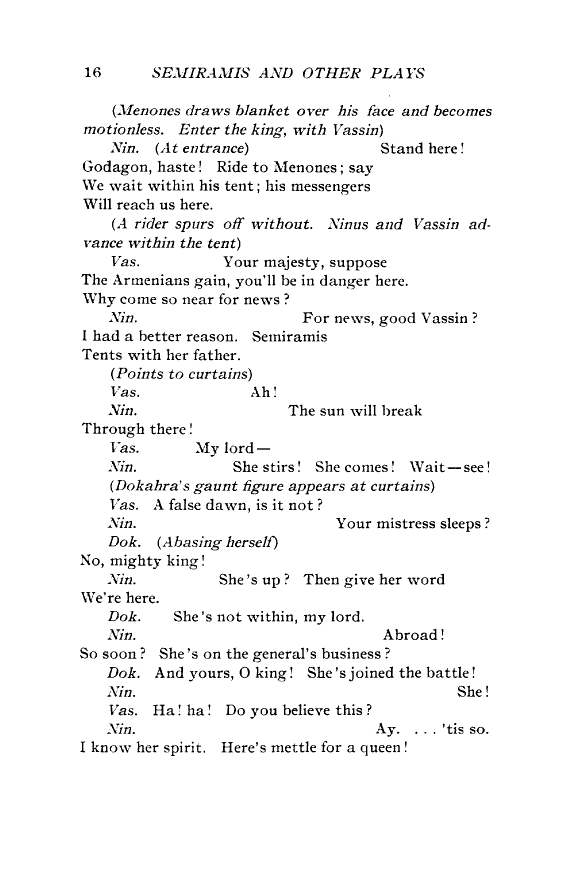 16 SEMIRAMIS AND OTHER PLAYS
(Menones draws blanket over his face and becomes
motionless. Enter the king, with Vassin)
Nin. (At entrance) Stand here!
Godagon, haste! Ride to Menones; say
We wait within his tent; his messengers
Will reach us here.
(A rider spurs off without. Ninus and Vassin ad-
vance within the tent)
Vas. Your majesty, suppose
The Armenians gain, you'll be in danger here.
Why come so near for news?
Nin. For news, good Vassin?
I had a better reason. Semiramis
Tents with her father.
(Points to curtains)
Vas. Ah!
Nin. The sun will break
Through there!
Vas. My lord—
Nin. She stirs! She comes! Wait—see!
(Dokahra's gaunt figure appears at curtains)
Vas. A false dawn, is it not?
Nin. Your mistress sleeps?
Dok. (Abasing herself)
No, mighty king!
Nin. She's up? Then give her word
We're here.
Dok. She's not within, my lord.
Nin. Abroad!
So soon? She's on the general's business?
Dok. And yours, O king! She's joined the battle!
Nin. She!
Vas. Ha! ha! Do you believe this?
Nin. Ay. ... 'tis so.
I know her spirit. Here's mettle for a queen!